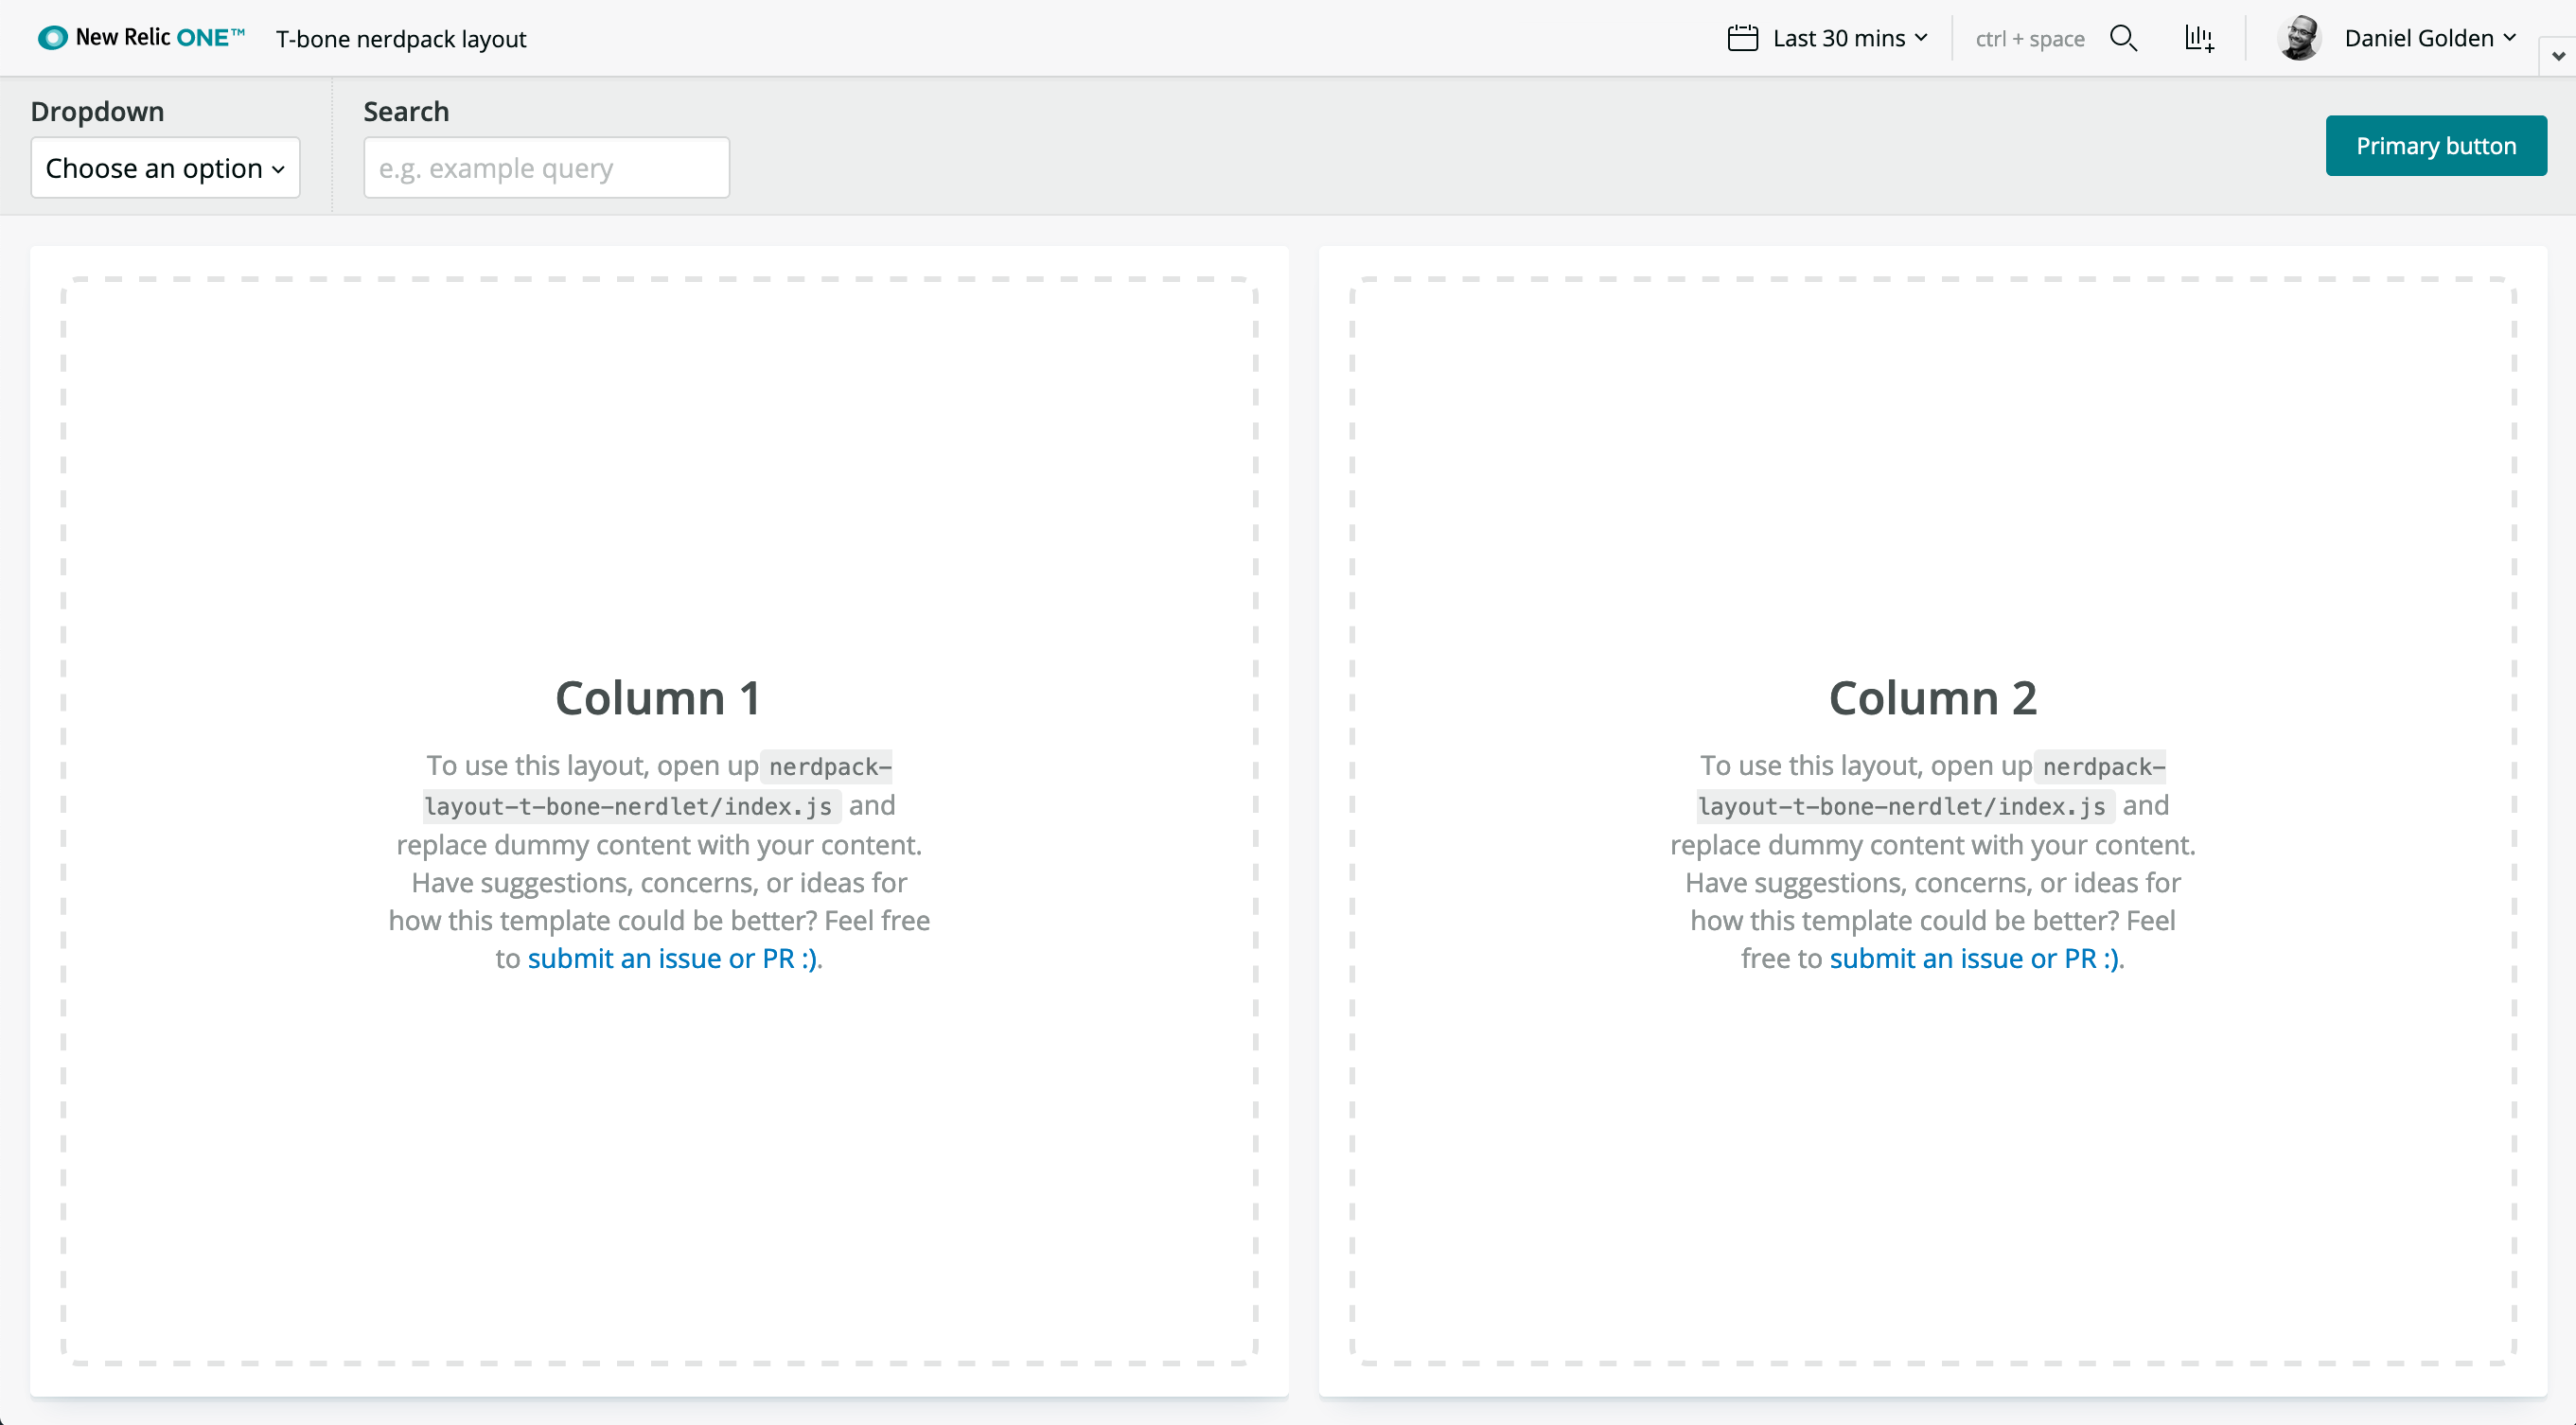 New Relic ONE™ T-bone nerdpack layout Last 30 mins ctrl + space Daniel Golden
Dropdown
Choose an option
Search
e.g. example query
Primary button
Column 1
To use this layout, open up nerdpack-
layout-t-bone-nerdlet/index.js and
replace dummy content with your content.
Have suggestions, concerns, or ideas for
how this template could be better? Feel free
to submit an issue or PR :).
Column 2
To use this layout, open up nerdpack-
layout-t-bone-nerdlet/index.js and
replace dummy content with your content.
Have suggestions, concerns, or ideas for
how this template could be better? Feel
free to submit an issue or PR :).